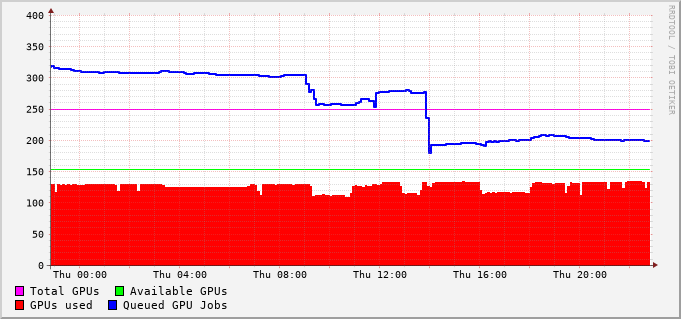 RRDTOOL / TOBI OETIKER
400
350
300
250
200
150
100
50
0
Thu 00:00 Thu 04:00 Thu 08:00 Thu 12:00 Thu 16:00 Thu 20:00
Total GPUs Available GPUs
GPUs used Queued GPU Jobs